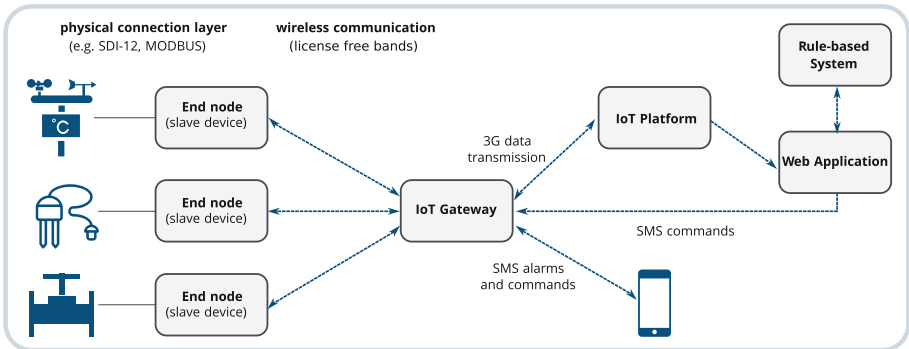 physical connection layer
(e.g. SDI-12, MODBUS)
wireless communication
(license free bands)
Rule-based
System
°C
End node
(slave device)
IoT Platform
3G data
transmission
Web Application
End node
(slave device)
IoT Gateway
SMS commands
SMS alarms
and commands
End node
(slave device)